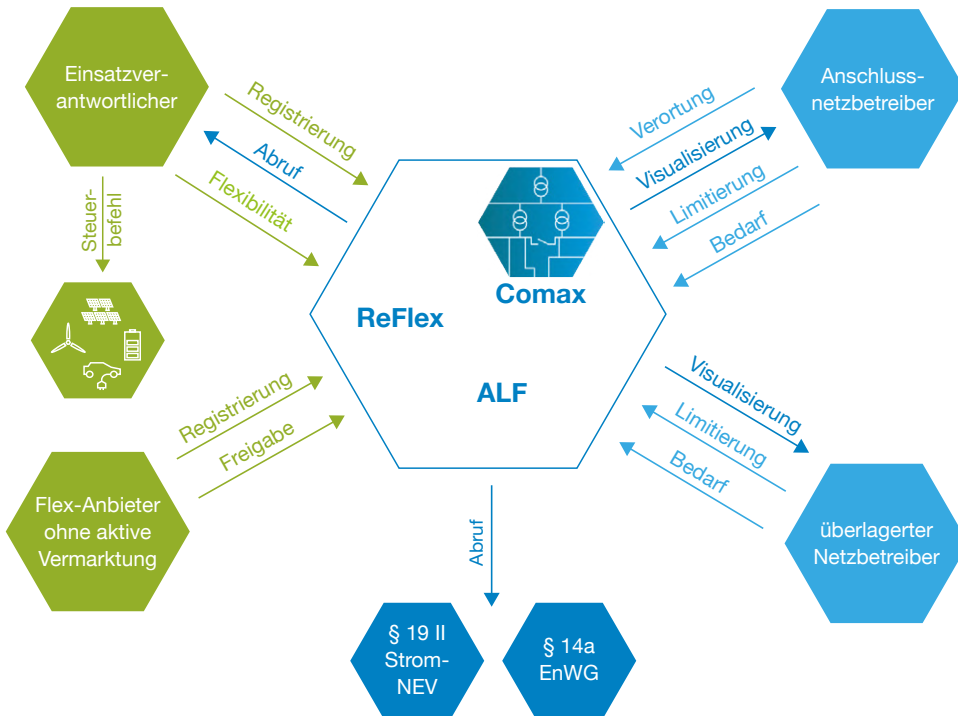 Einsatzver-
antwortlicher
Registrierung
Abruf
Flexibilität
Steuer-
befehl
Anschluss-
netzbetreiber
Verortung
Visualisierung
Limitierung
Bedarf
Comax
ReFlex
ALF
Registrierung
Freigabe
Flex-Anbieter
ohne aktive
Vermarktung
Visualisierung
Limitierung
Bedarf
überlagerter
Netzbetreiber
Abruf
§ 19 II
Strom-
NEV
§ 14a
EnWG